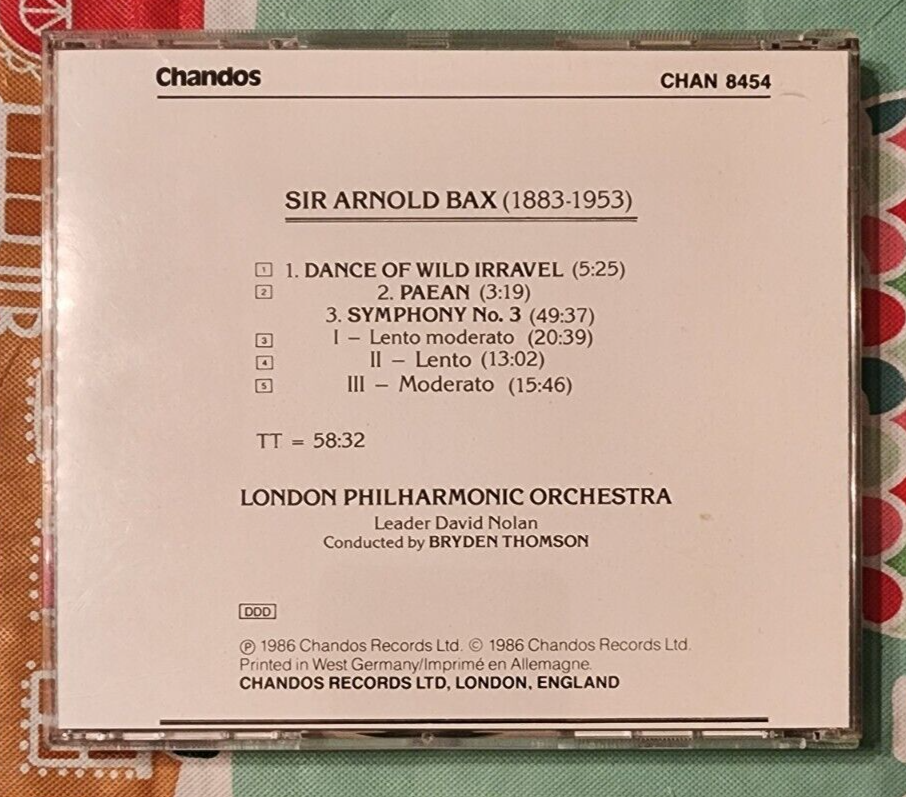 Chandos CHAN 8454
SIR ARNOLD BAX (1883-1953)
1 1. DANCE OF WILD IRRAVEL (5:25)
2 2. PAEAN (3:19)
3. SYMPHONY No. 3 (49:37)
3 I – Lento moderato (20:39)
4 II – Lento (13:02)
5 III – Moderato (15:46)
TT = 58:32
LONDON PHILHARMONIC ORCHESTRA
Leader David Nolan
Conducted by BRYDEN THOMSON
DDD
℗ 1986 Chandos Records Ltd. © 1986 Chandos Records Ltd.
Printed in West Germany/Imprimé en Allemagne.
CHANDOS RECORDS LTD, LONDON, ENGLAND